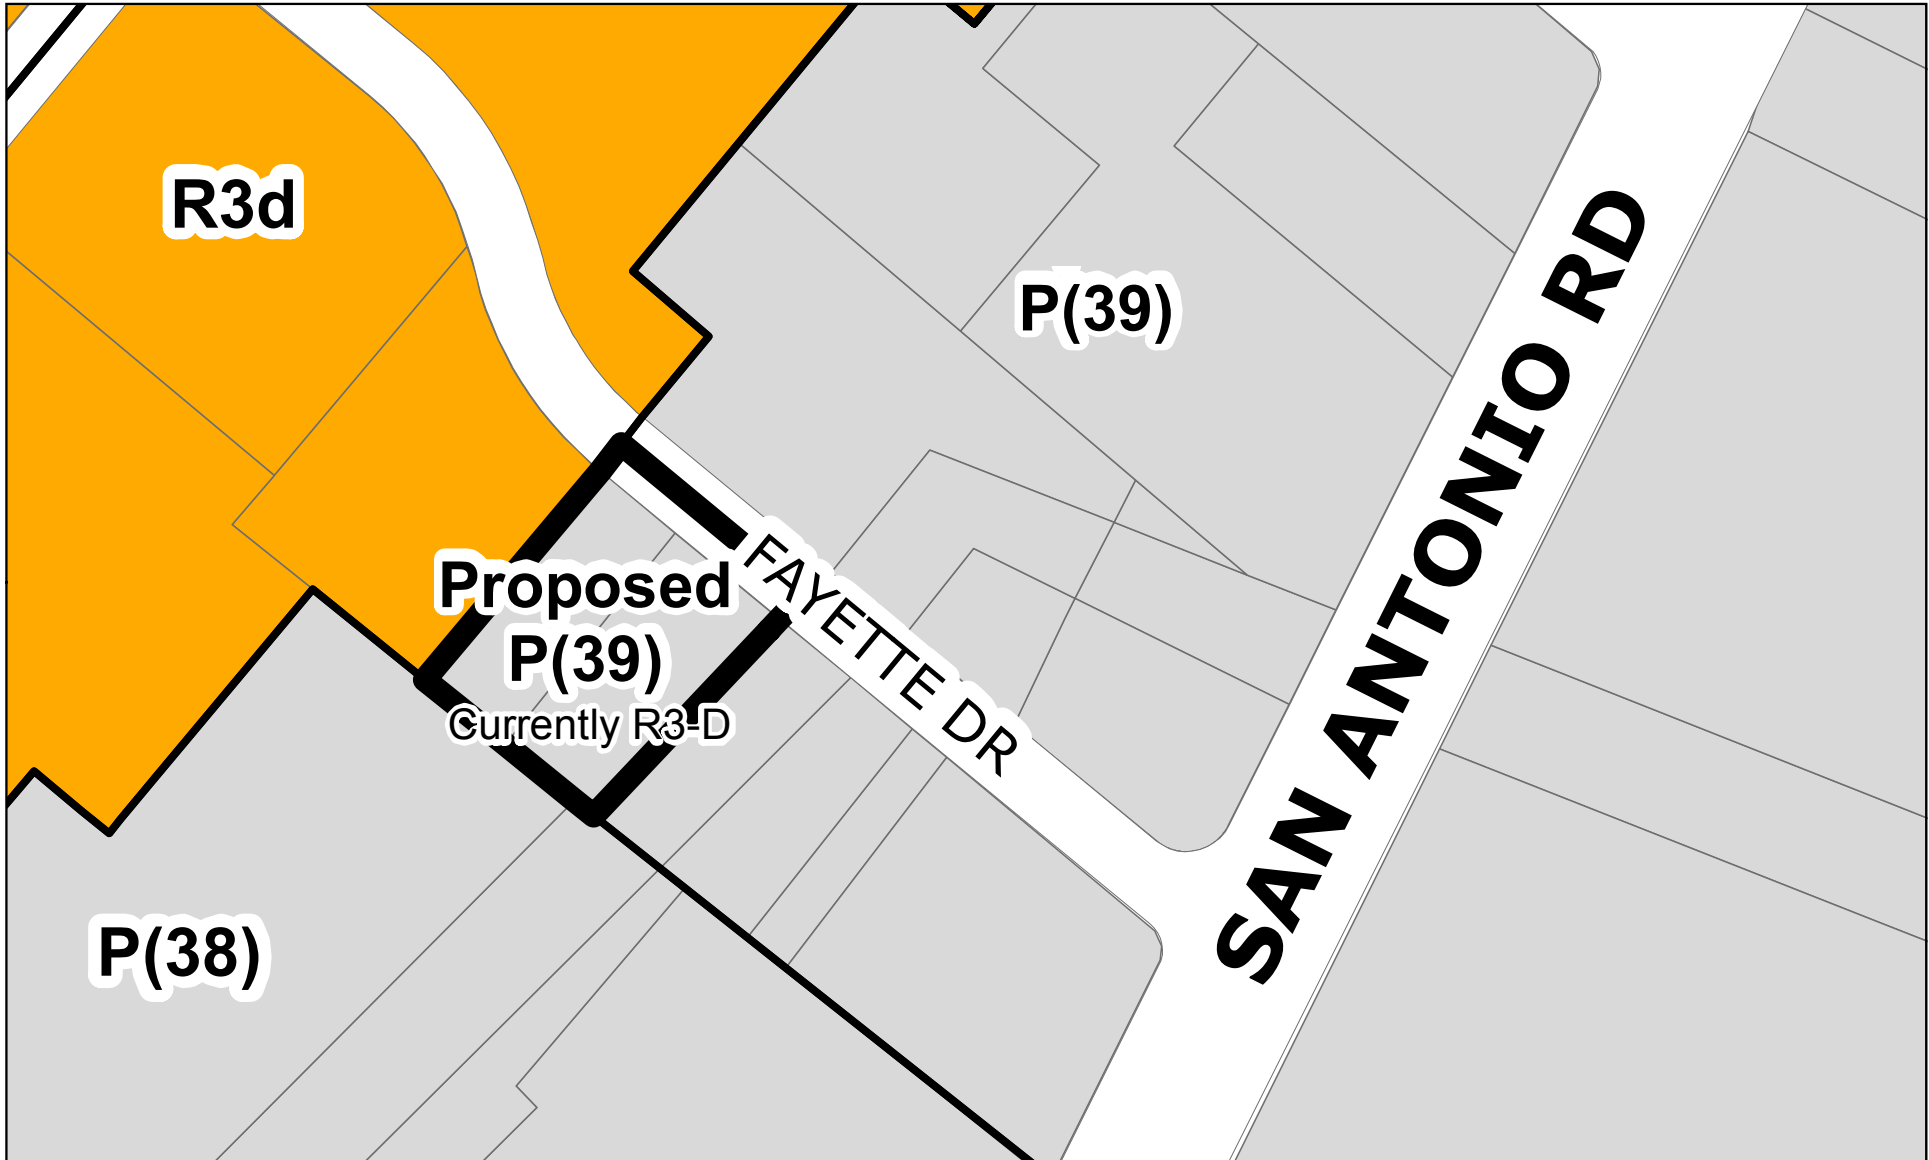 R3d
P(39)
SAN ANTONIO RD
FAYETTE DR
Proposed
P(39)
Currently R3-D
P(38)